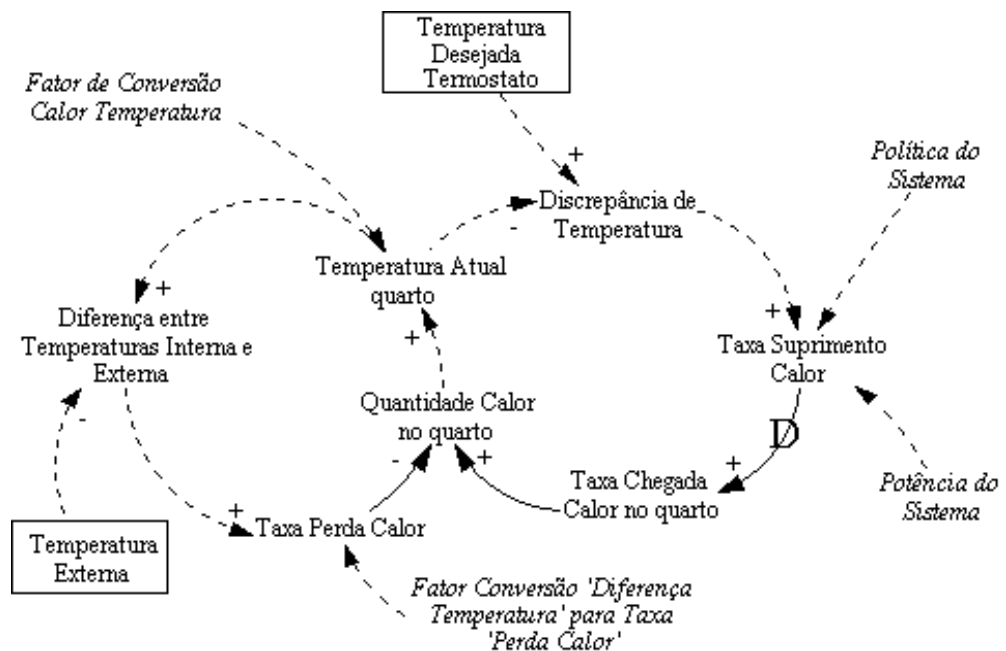 Temperatura
Desejada
Termostato
Fator de Conversão
Calor Temperatura
+
Política do
Sistema
Discrepância de
Temperatura
-
Temperatura Atual
quarto
+
Diferença entre
Temperaturas Interna e
Externa
+
+
Taxa Suprimento
Calor
-
Quantidade Calor
no quarto
D
-
+
+
Taxa Chegada
Calor no quarto
Potência do
Sistema
+
Taxa Perda Calor
Temperatura
Externa
Fator Conversão 'Diferença
Temperatura' para Taxa
'Perda Calor'